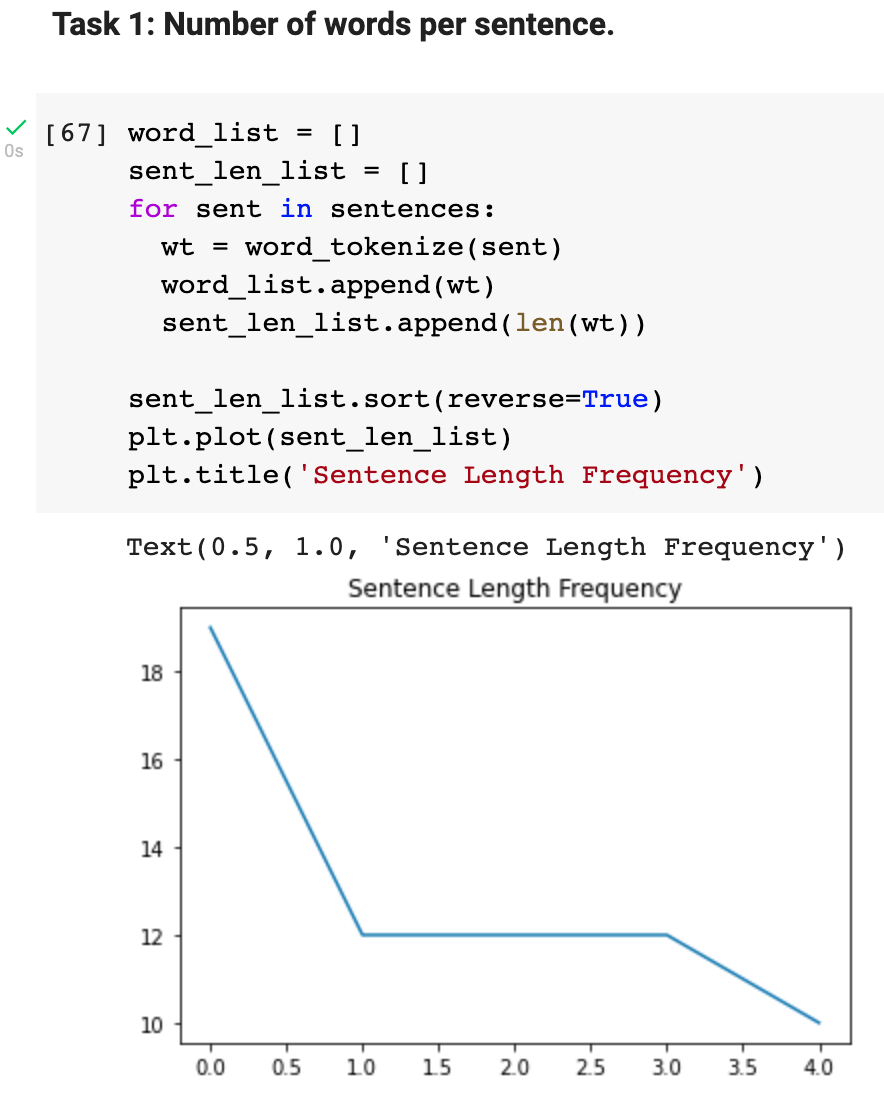 Task 1: Number of words per sentence.
[67] word_list = []
0s
sent_len_list = []
for sent in sentences:
  wt = word_tokenize(sent)
  word_list.append(wt)
  sent_len_list.append(len(wt))
sent_len_list.sort(reverse=True)
plt.plot(sent_len_list)
plt.title('Sentence Length Frequency')
Text(0.5, 1.0, 'Sentence Length Frequency')
Sentence Length Frequency
18
16
14
12
10
0.0 0.5 1.0 1.5 2.0 2.5 3.0 3.5 4.0